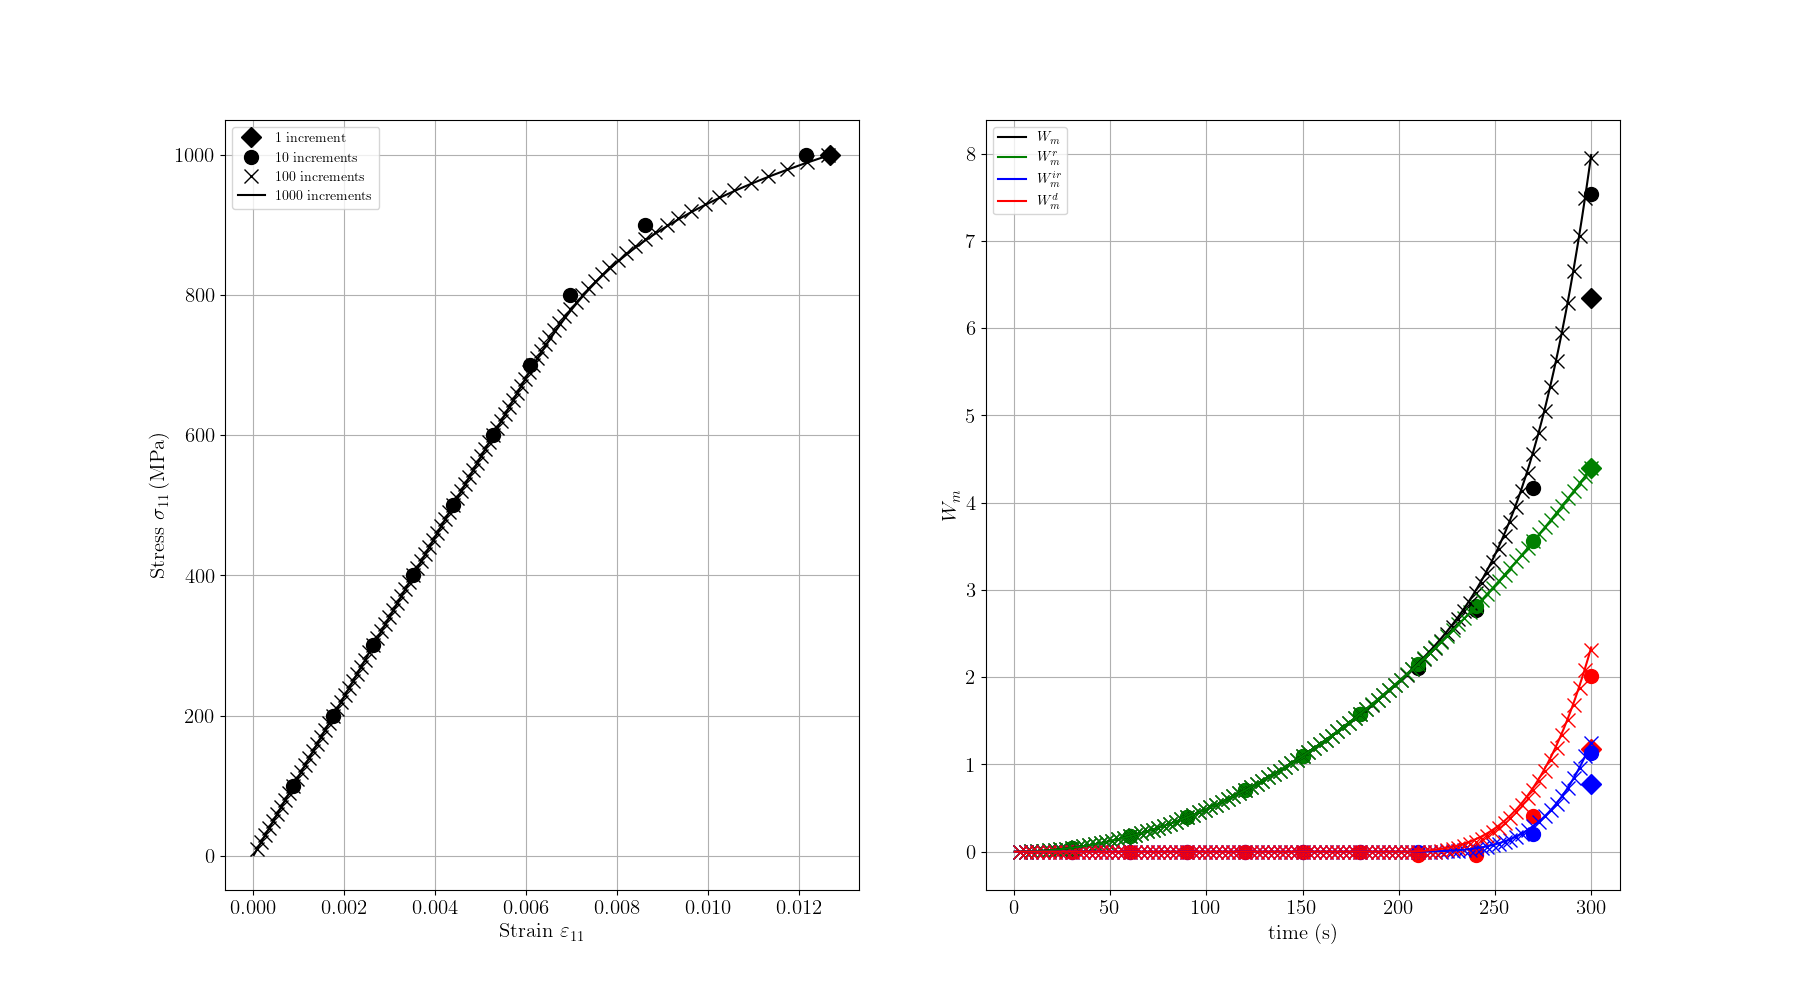 1 increment
10 increments
100 increments
1000 increments
1000
800
600
400
200
0
Stress σ₁₁ (MPa)
0.000 0.002 0.004 0.006 0.008 0.010 0.012
Strain ε₁₁
W_m
W_m^r
W_m^{ir}
W_m^d
8
7
6
5
4
3
2
1
0
W_m
0 50 100 150 200 250 300
time (s)